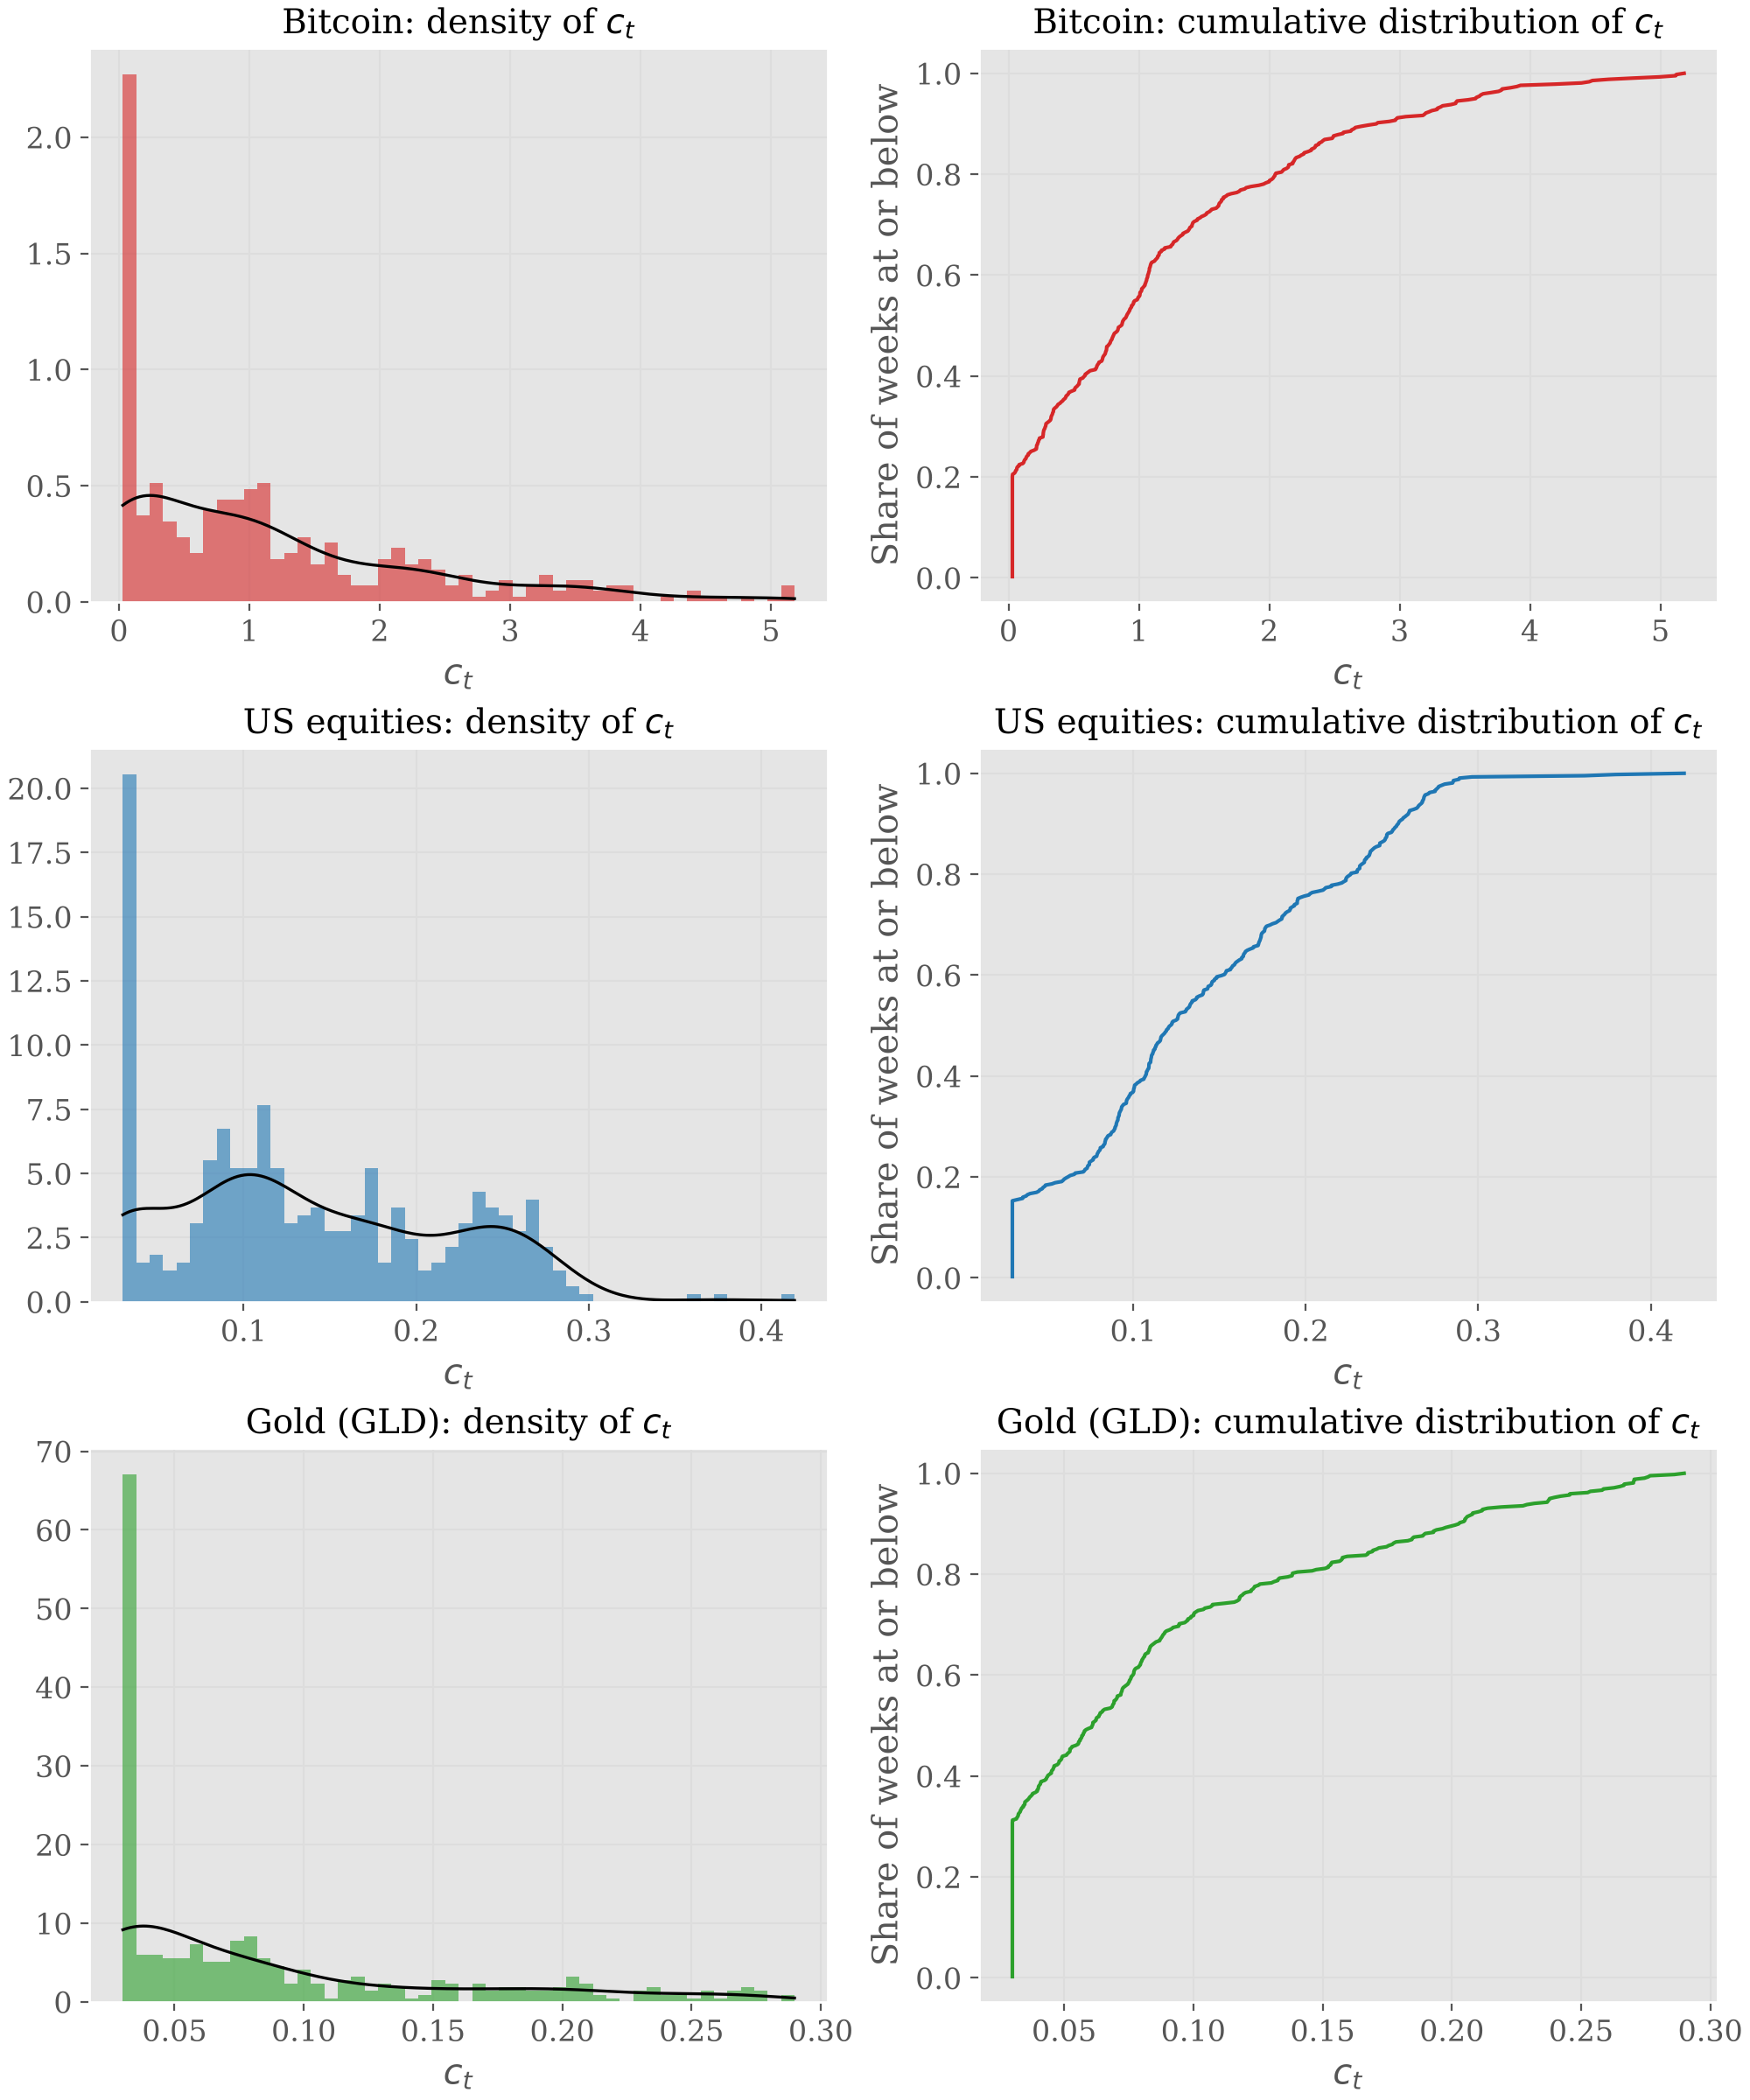 Bitcoin: density of c_t
2.0
1.5
1.0
0.5
0.0
0 1 2 3 4 5
c_t
Bitcoin: cumulative distribution of c_t
Share of weeks at or below
1.0
0.8
0.6
0.4
0.2
0.0
0 1 2 3 4 5
c_t
US equities: density of c_t
20.0
17.5
15.0
12.5
10.0
7.5
5.0
2.5
0.0
0.1 0.2 0.3 0.4
c_t
US equities: cumulative distribution of c_t
Share of weeks at or below
1.0
0.8
0.6
0.4
0.2
0.0
0.1 0.2 0.3 0.4
c_t
Gold (GLD): density of c_t
70
60
50
40
30
20
10
0
0.05 0.10 0.15 0.20 0.25 0.30
c_t
Gold (GLD): cumulative distribution of c_t
Share of weeks at or below
1.0
0.8
0.6
0.4
0.2
0.0
0.05 0.10 0.15 0.20 0.25 0.30
c_t